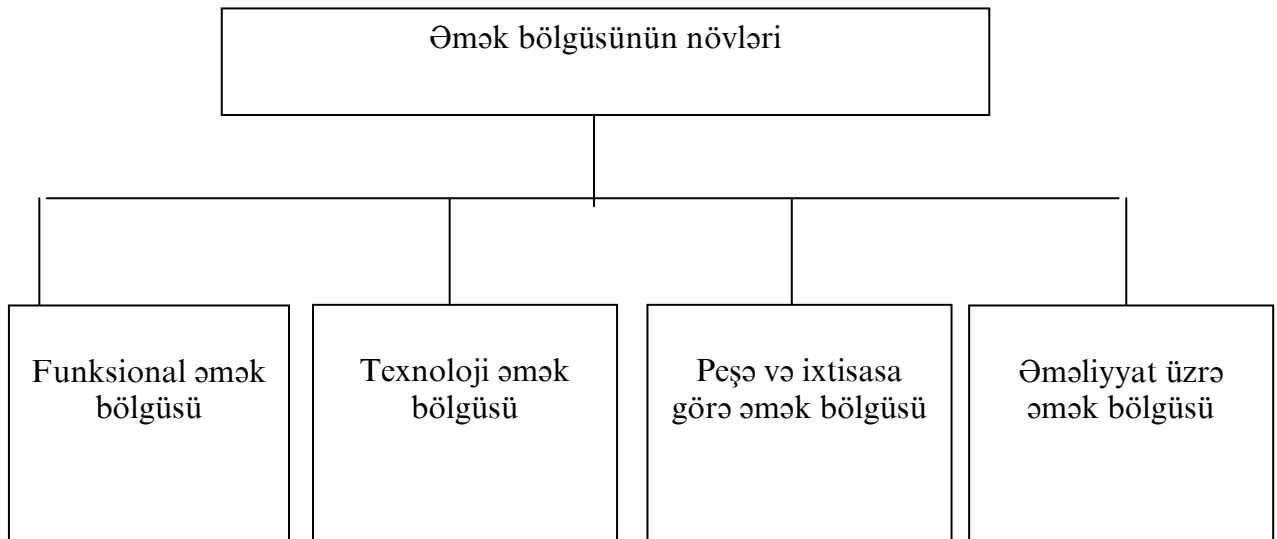 Əmək bölgüsünün növləri
Funksional əmək
bölgüsü
Texnoloji əmək
bölgüsü
Peşə və ixtisasa
görə əmək bölgüsü
Əməliyyat üzrə
əmək bölgüsü